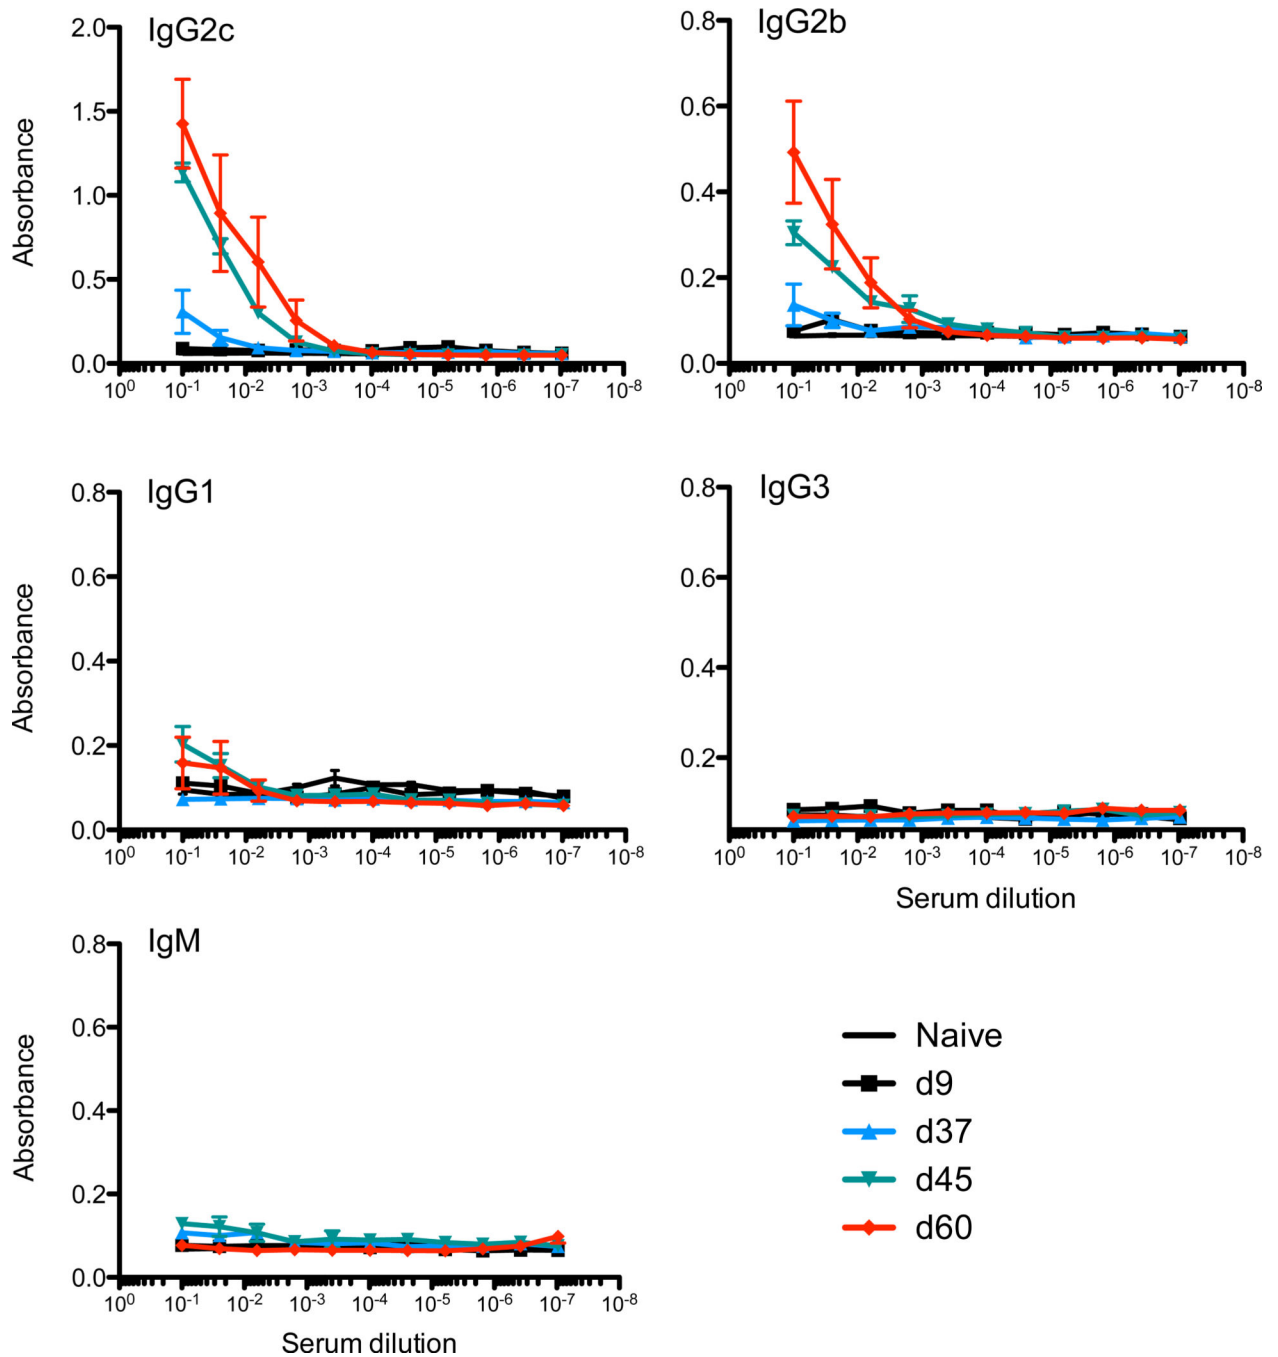 IgG2c
2.0
1.5
1.0
0.5
0.0
Absorbance
10⁰ 10⁻¹ 10⁻² 10⁻³ 10⁻⁴ 10⁻⁵ 10⁻⁶ 10⁻⁷ 10⁻⁸
IgG2b
0.8
0.6
0.4
0.2
0.0
10⁰ 10⁻¹ 10⁻² 10⁻³ 10⁻⁴ 10⁻⁵ 10⁻⁶ 10⁻⁷ 10⁻⁸
IgG1
0.8
0.6
0.4
0.2
0.0
Absorbance
10⁰ 10⁻¹ 10⁻² 10⁻³ 10⁻⁴ 10⁻⁵ 10⁻⁶ 10⁻⁷ 10⁻⁸
IgG3
0.8
0.6
0.4
0.2
10⁰ 10⁻¹ 10⁻² 10⁻³ 10⁻⁴ 10⁻⁵ 10⁻⁶ 10⁻⁷ 10⁻⁸
Serum dilution
IgM
0.8
0.6
0.4
0.2
0.0
Absorbance
10⁰ 10⁻¹ 10⁻² 10⁻³ 10⁻⁴ 10⁻⁵ 10⁻⁶ 10⁻⁷ 10⁻⁸
Serum dilution
Naive
d9
d37
d45
d60